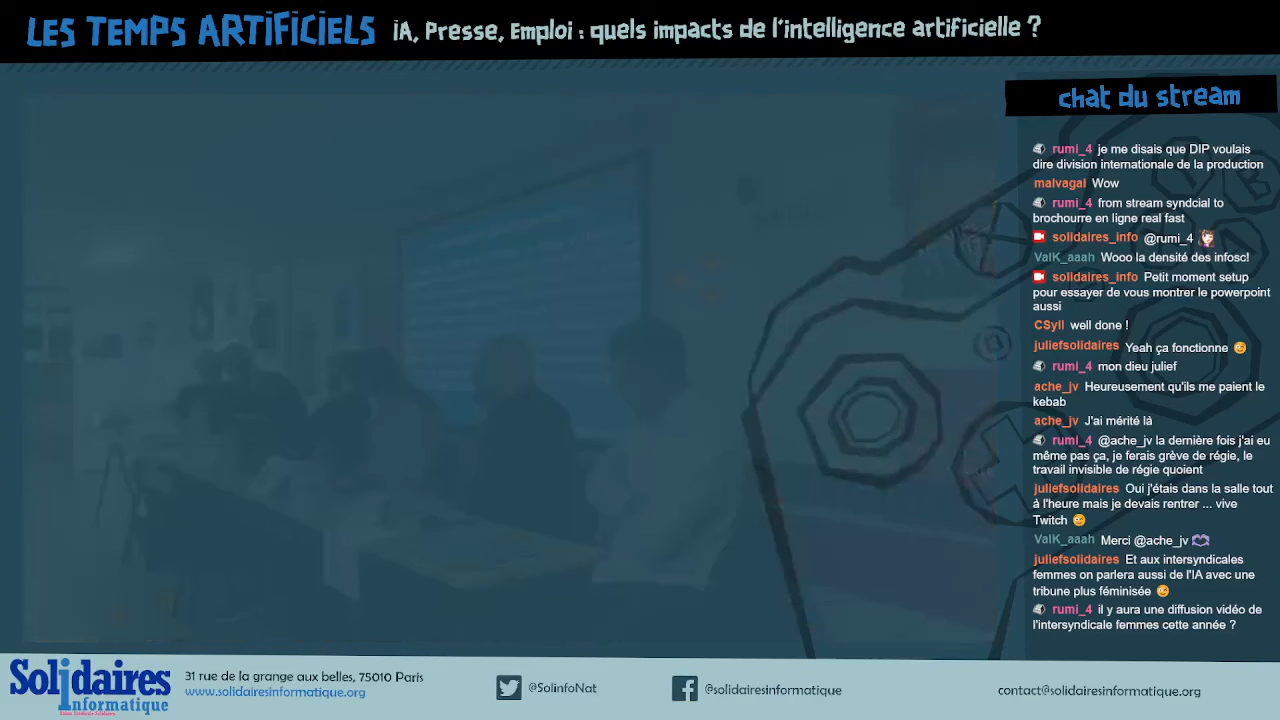 LES TEMPS ARTIFICIELS
IA, Presse, Emploi : quels impacts de l'intelligence artificielle ?
chat du stream
rumi_4 je me disais que DIP voulais
dire division internationale de la production
malvagal Wow
rumi_4 from stream syndcial to
brochourre en ligne real fast
solidaires_info @rumi_4
ValK_aaah Wooo la densité des infosc!
solidaires_info Petit moment setup
pour essayer de vous montrer le powerpoint
aussi
CSyll well done !
juliefsolidaires Yeah ça fonctionne
rumi_4 mon dieu julief
ache_jv Heureusement qu'ils me paient le
kebab
ache_jv J'ai mérité là
rumi_4 @ache_jv la dernière fois j'ai eu
même pas ça, je ferais grève de régie, le
travail invisible de régie quoient
juliefsolidaires Oui j'étais dans la salle tout
à l'heure mais je devais rentrer ... vive
Twitch
ValK_aaah Merci @ache_jv
juliefsolidaires Et aux intersyndicales
femmes on parlera aussi de l'IA avec une
tribune plus féminisée
rumi_4 il y aura une diffusion vidéo de
l'intersyndicale femmes cette année ?
Solidaires
Informatique
31 rue de la grange aux belles, 75010 Paris
www.solidairesinformatique.org
@SolinfoNat
@solidairesinformatique
contact@solidairesinformatique.org